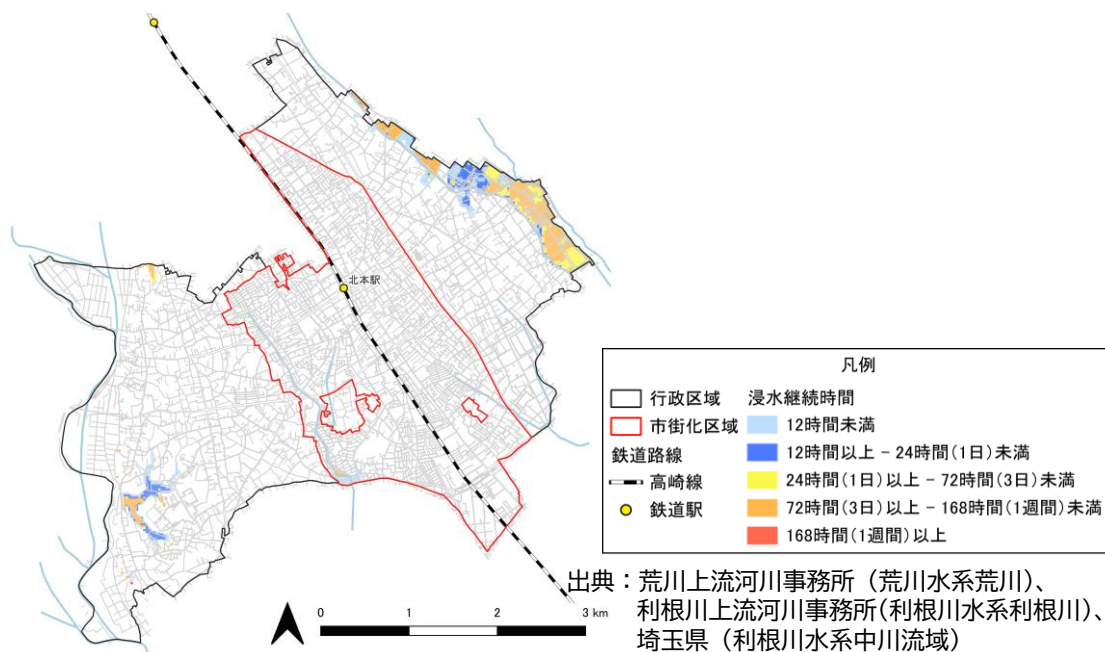 北本駅
凡例
行政区域
市街化区域
鉄道路線
高崎線
鉄道駅
浸水継続時間
12時間未満
12時間以上 - 24時間(1日)未満
24時間(1日)以上 - 72時間(3日)未満
72時間(3日)以上 - 168時間(1週間)未満
168時間(1週間)以上
0 1 2 3 km
出典：荒川上流河川事務所（荒川水系荒川）、
利根川上流河川事務所(利根川水系利根川)、
埼玉県（利根川水系中川流域）